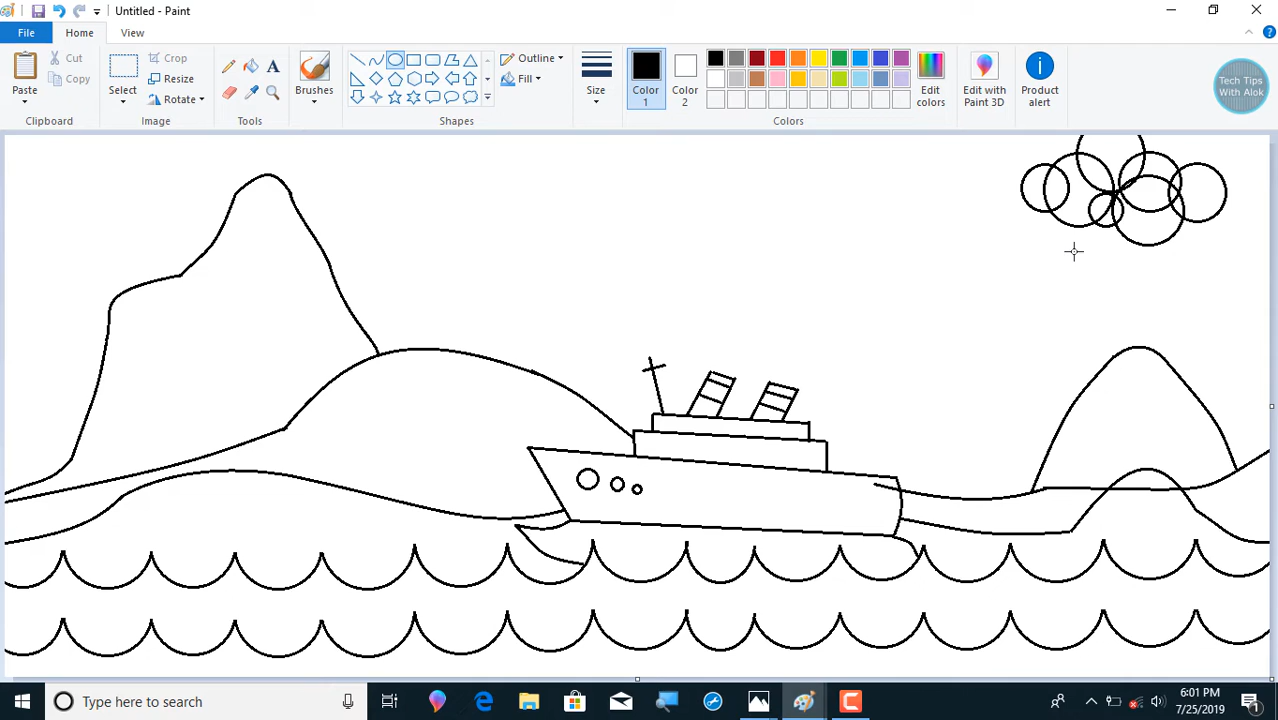 Untitled - Paint
File Home View
Paste
Cut
Copy
Clipboard
Select
Crop
Resize
Rotate
Image
Tools
Brushes
Shapes
Outline
Fill
Size
Color 1
Color 2
Colors
Edit colors
Edit with Paint 3D
Product alert
Tech Tips
With Alok
Type here to search
6:01 PM
7/25/2019